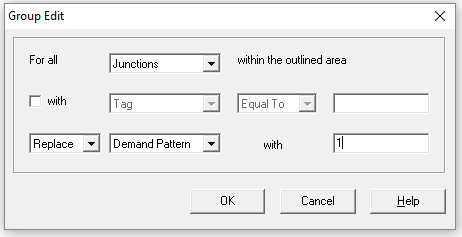 Group Edit
For all Junctions within the outlined area
with Tag Equal To
Replace Demand Pattern with 1
OK Cancel Help